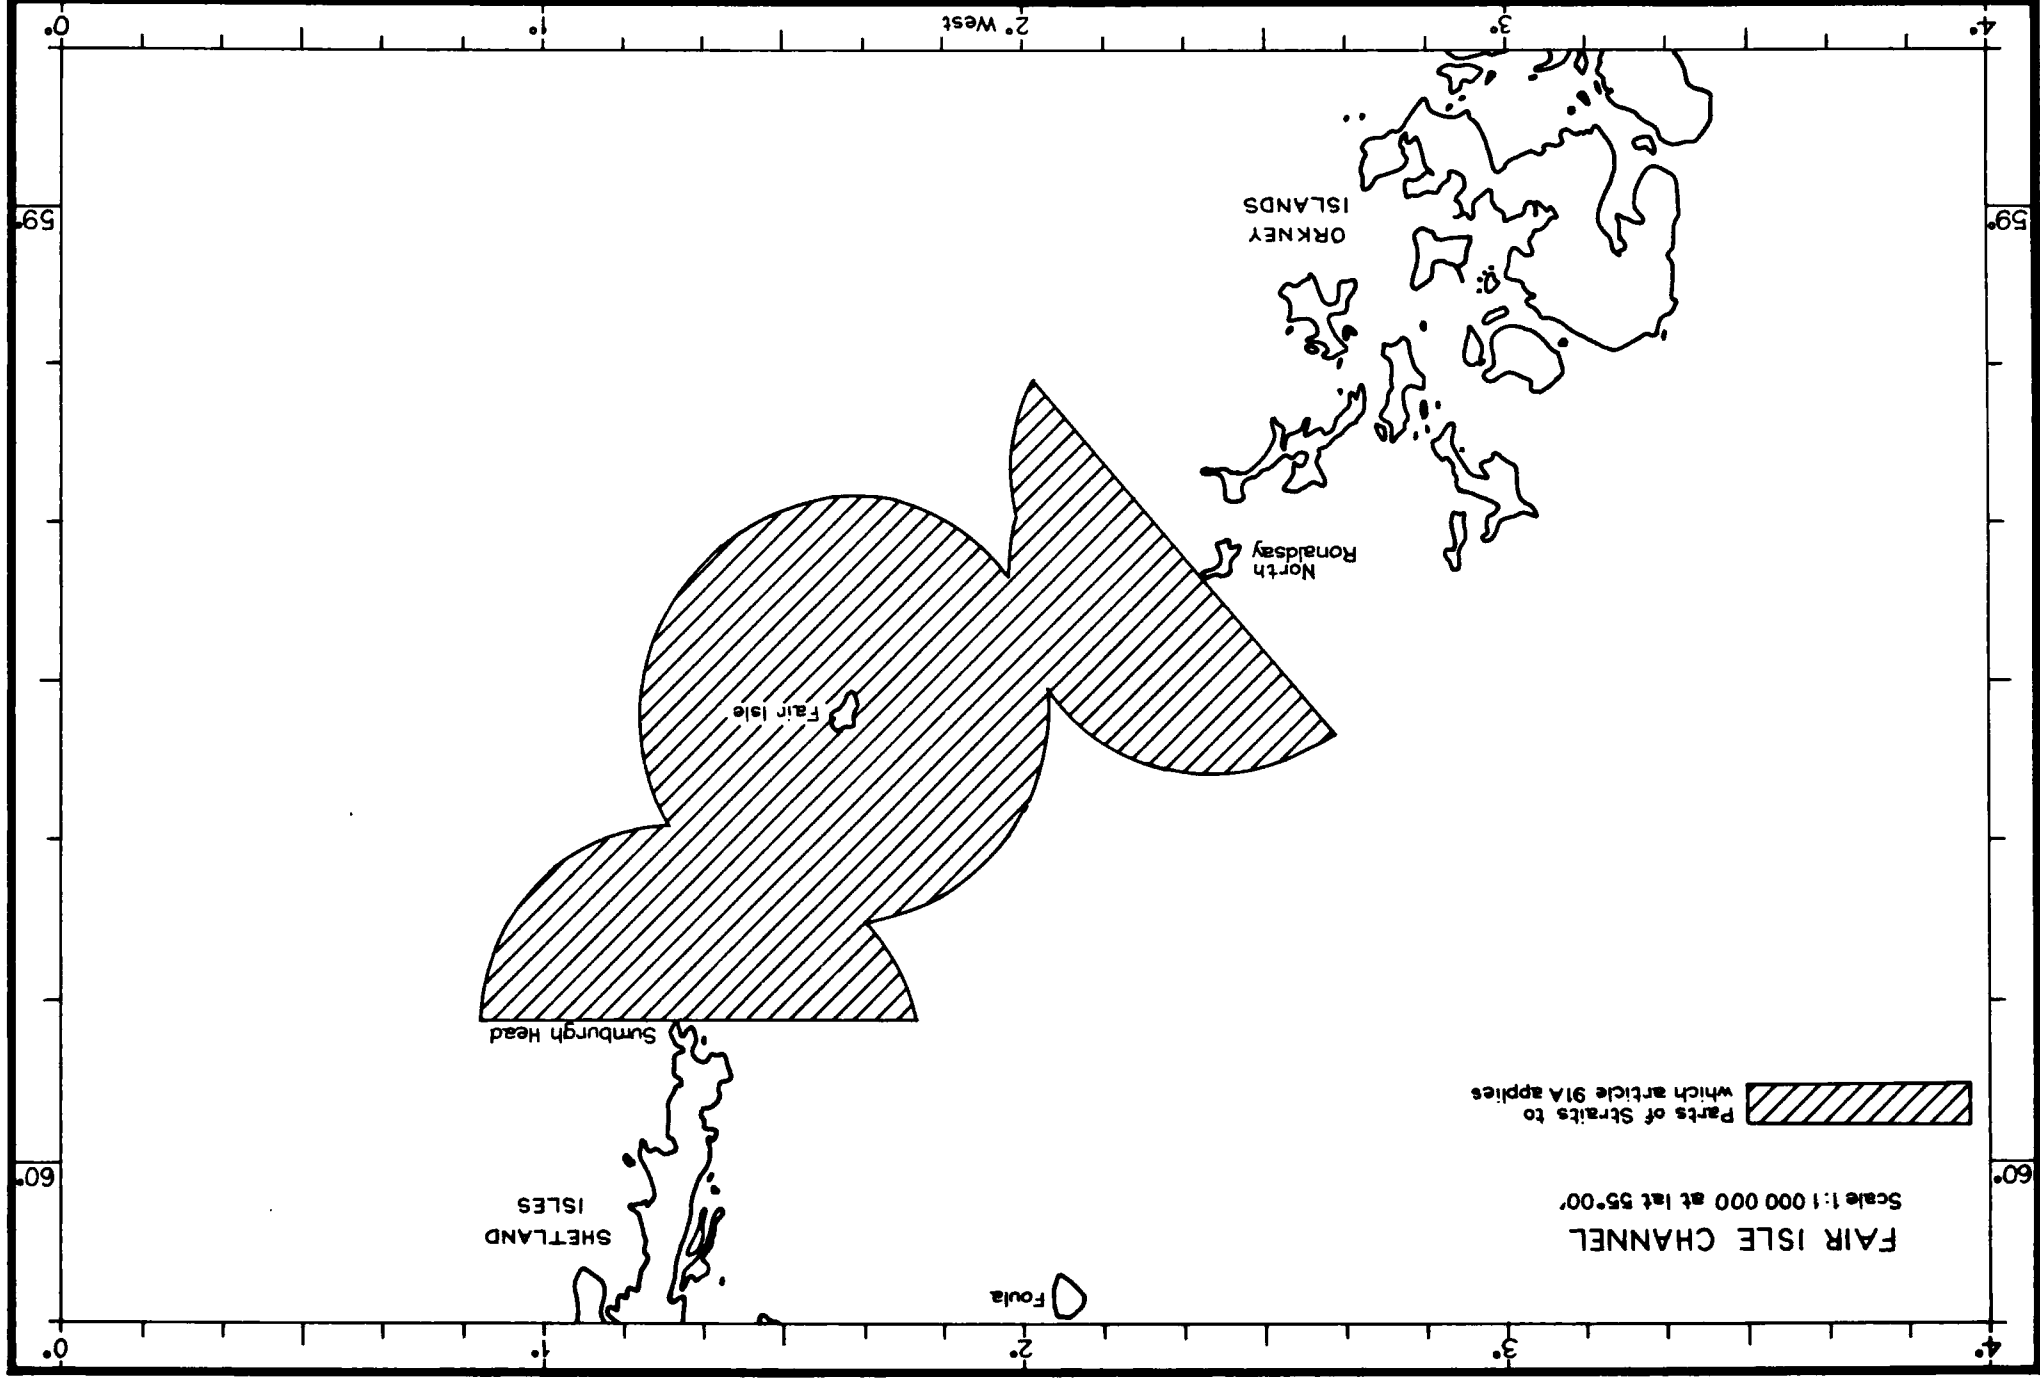 4° 3° 2° 1° 0°
Foula
FAIR ISLE CHANNEL
Scale 1:1 000 000 at lat 55°00'
SHETLAND
ISLES
60° 60°
Parts of Straits to
which article 91A applies
Sumburgh Head
Fair Isle
North
Ronaldsay
ORKNEY
ISLANDS
59° 59°
4° 3° 2° West 1° 0°